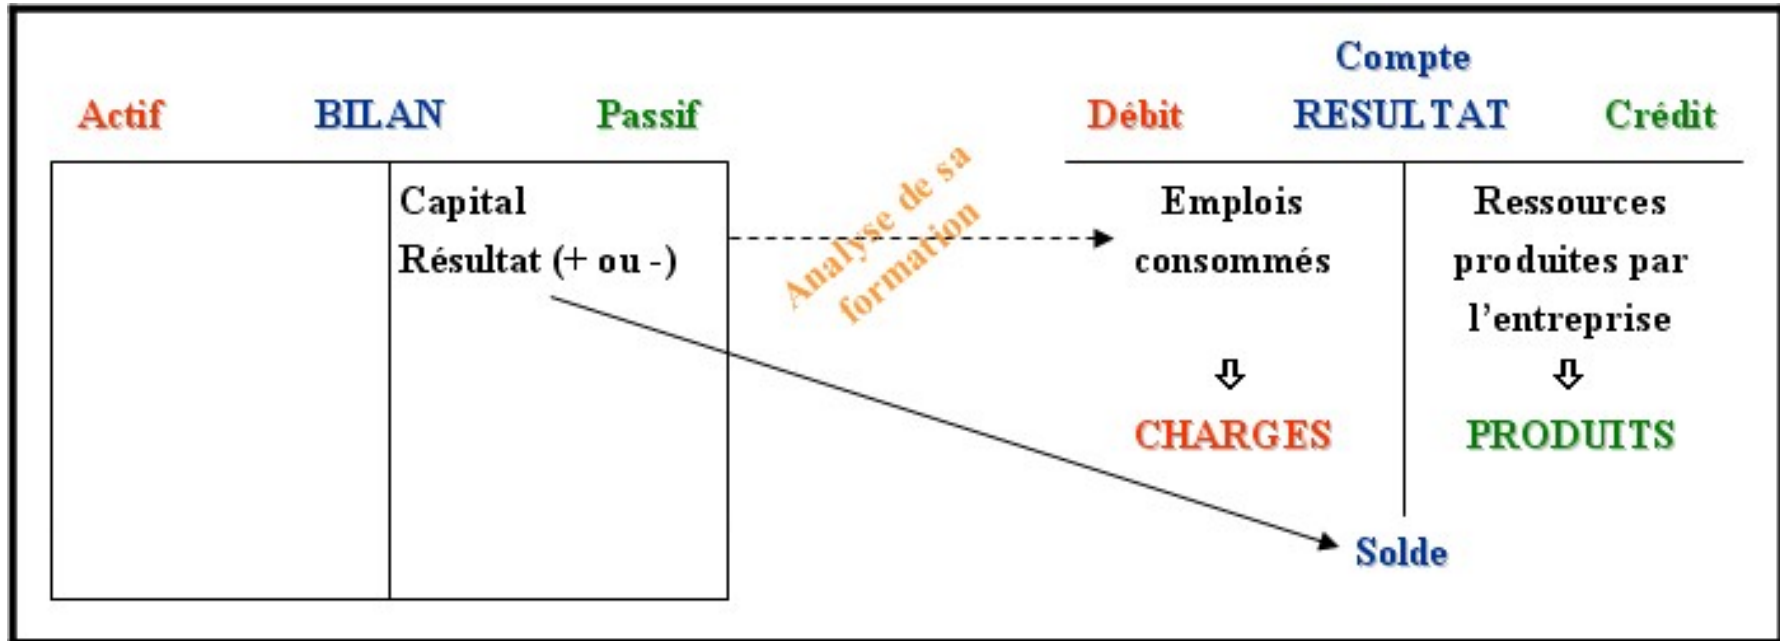 Actif BILAN Passif
Capital
Résultat (+ ou -)
Analyse de sa
formation
Compte
Débit RESULTAT Crédit
Emplois
consommés
CHARGES
Ressources
produites par
l'entreprise
PRODUITS
Solde